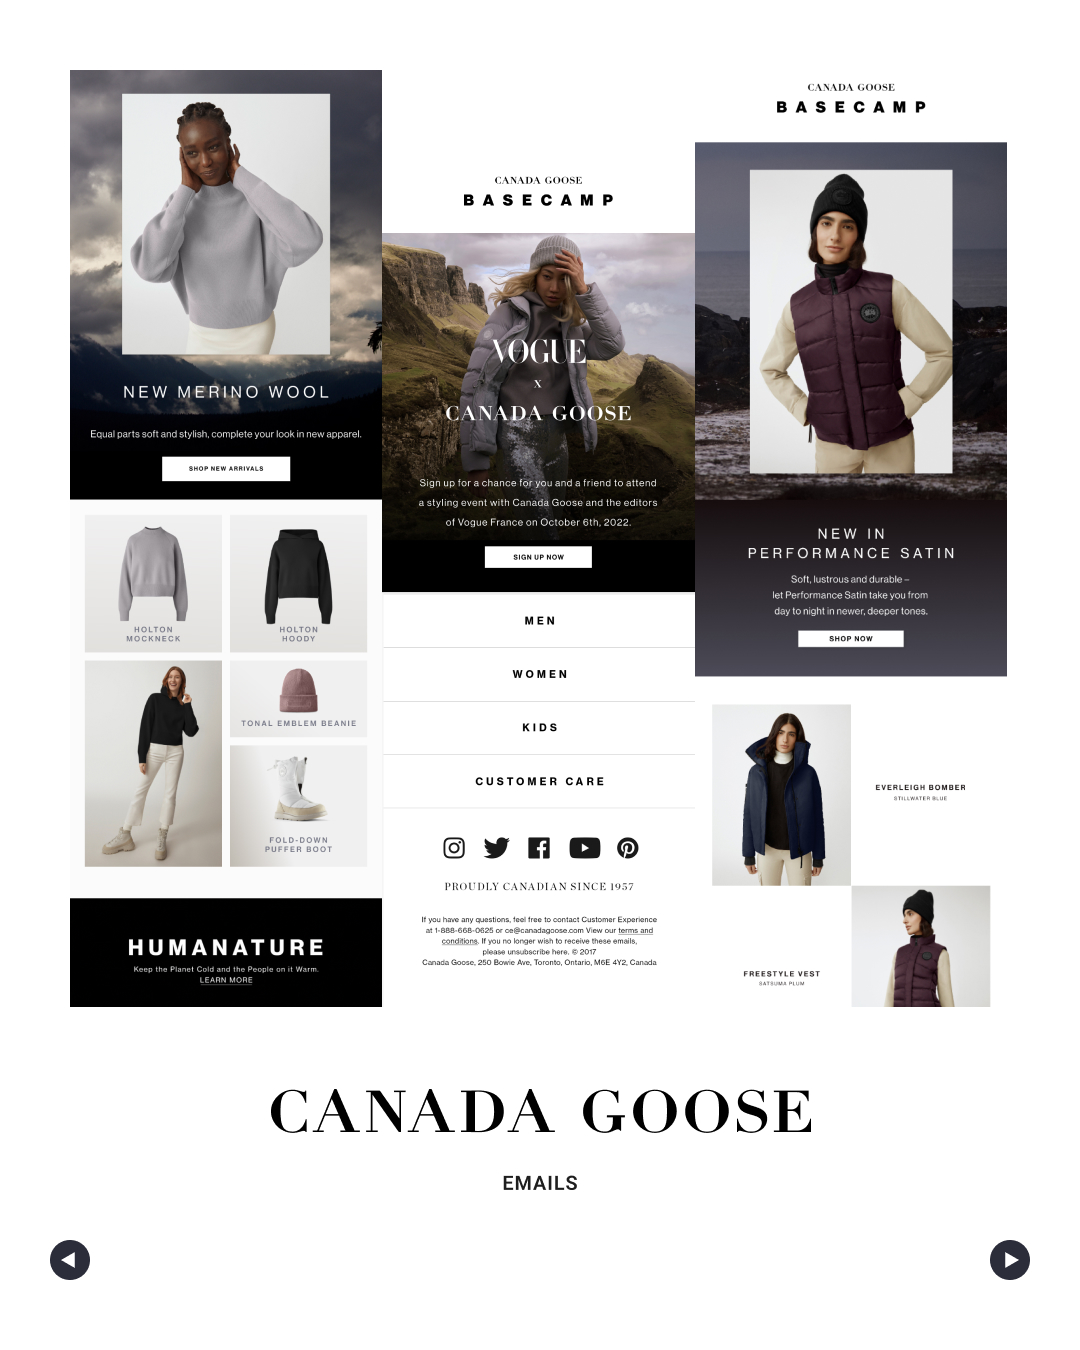 NEW MERINO WOOL
Equal parts soft and stylish, complete your look in new apparel.
SHOP NEW ARRIVALS
HOLTON
MOCKNECK
HOLTON
HOODY
TONAL EMBLEM BEANIE
FOLD-DOWN
PUFFER BOOT
HUMANATURE
Keep the Planet Cold and the People on it Warm.
LEARN MORE
CANADA GOOSE
BASECAMP
VOGUE
x
CANADA GOOSE
Sign up for a chance for you and a friend to attend
a styling event with Canada Goose and the editors
of Vogue France on October 6th, 2022.
SIGN UP NOW
MEN
WOMEN
KIDS
CUSTOMER CARE
PROUDLY CANADIAN SINCE 1957
If you have any questions, feel free to contact Customer Experience
at 1-888-668-0625 or ce@canadagoose.com View our terms and
conditions. If you no longer wish to receive these emails,
please unsubscribe here. © 2017
Canada Goose, 250 Bowie Ave, Toronto, Ontario, M6E 4Y2, Canada
CANADA GOOSE
BASECAMP
NEW IN
PERFORMANCE SATIN
Soft, lustrous and durable –
let Performance Satin take you from
day to night in newer, deeper tones.
SHOP NOW
EVERLEIGH BOMBER
STILLWATER BLUE
FREESTYLE VEST
SATSUMA PLUM
CANADA GOOSE
EMAILS